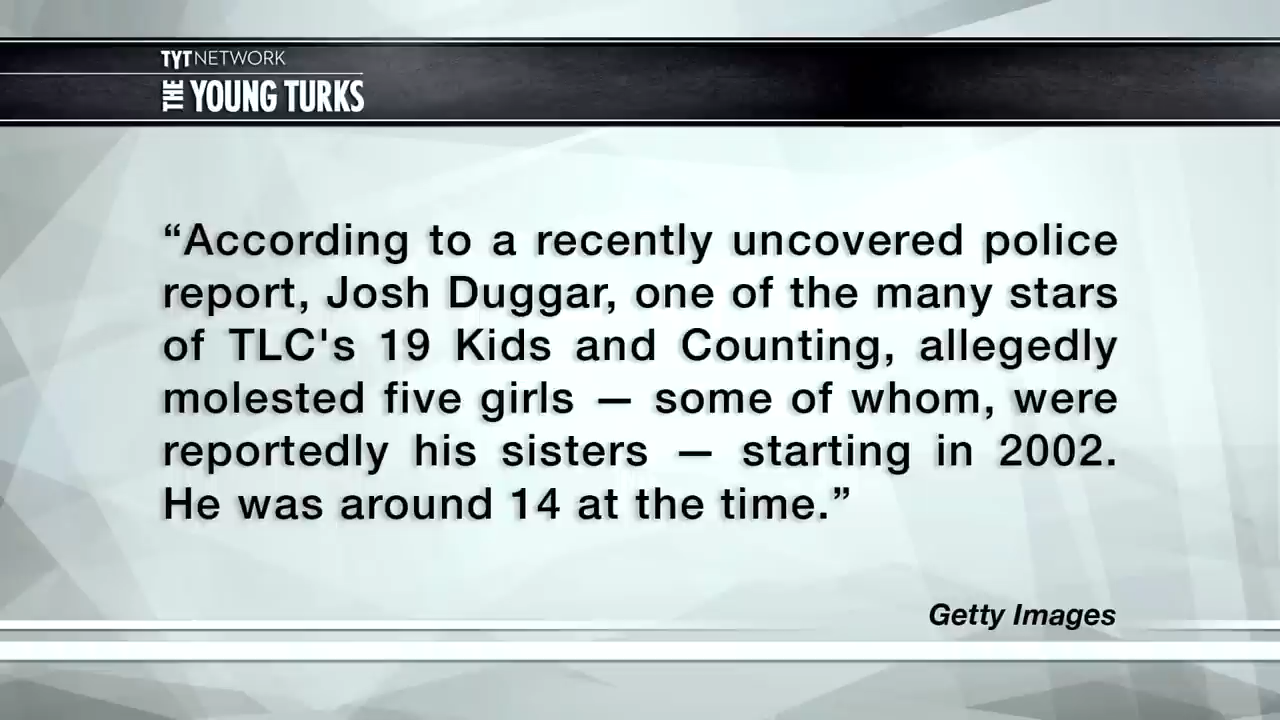 TYT NETWORK
THE YOUNG TURKS
“According to a recently uncovered police
report, Josh Duggar, one of the many stars
of TLC's 19 Kids and Counting, allegedly
molested five girls — some of whom, were
reportedly his sisters — starting in 2002.
He was around 14 at the time.”
Getty Images